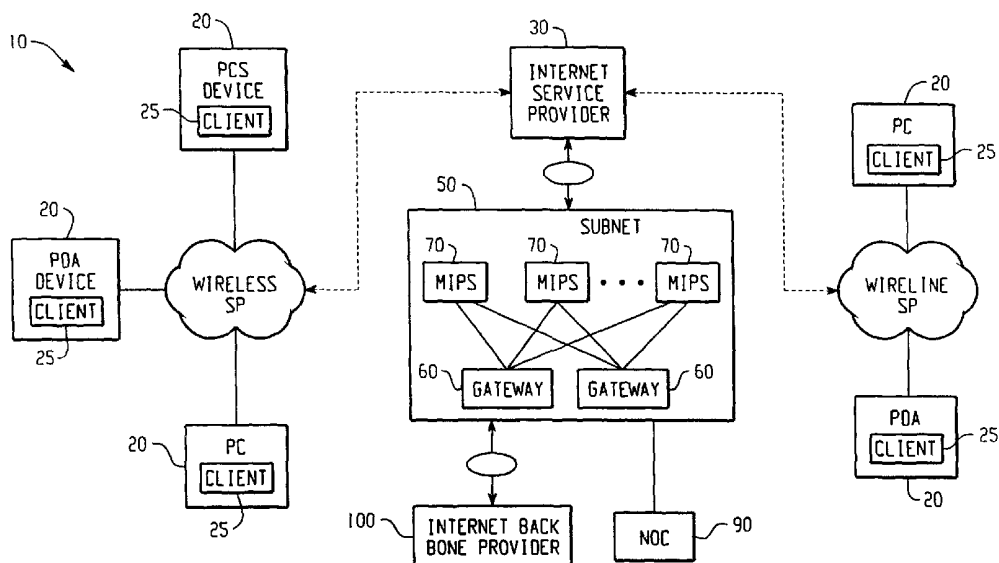 10
20
PCS
DEVICE
25
CLIENT
20
PDA
DEVICE
CLIENT
25
WIRELESS
SP
20
PC
CLIENT
25
30
INTERNET
SERVICE
PROVIDER
50
SUBNET
70
MIPS
70
MIPS
70
MIPS
60
GATEWAY
GATEWAY
60
100
INTERNET BACK
BONE PROVIDER
NOC
90
20
PC
CLIENT
25
WIRELINE
SP
PDA
CLIENT
25
20